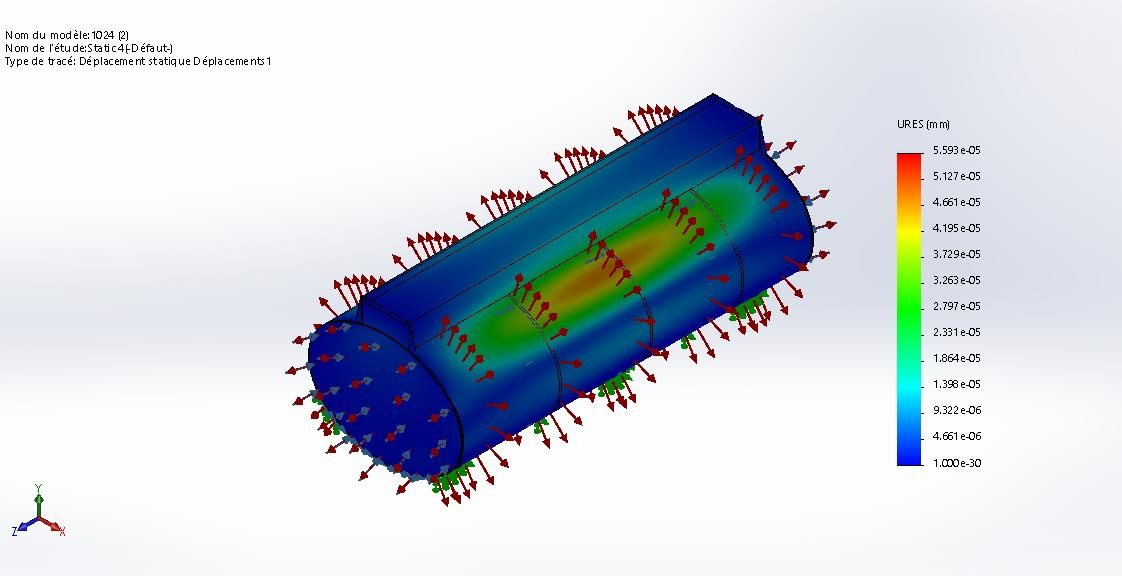 Nom du modèle:1024 (2)
Nom de l'étude:Static 4(-Défaut-)
Type de tracé: Déplacement statique Déplacements1
URES (mm)
5.593e-05
5.127e-05
4.661e-05
4.195e-05
3.729e-05
3.263e-05
2.797e-05
2.331e-05
1.864e-05
1.398e-05
9.322e-06
4.661e-06
1.000e-30
Y
Z
X